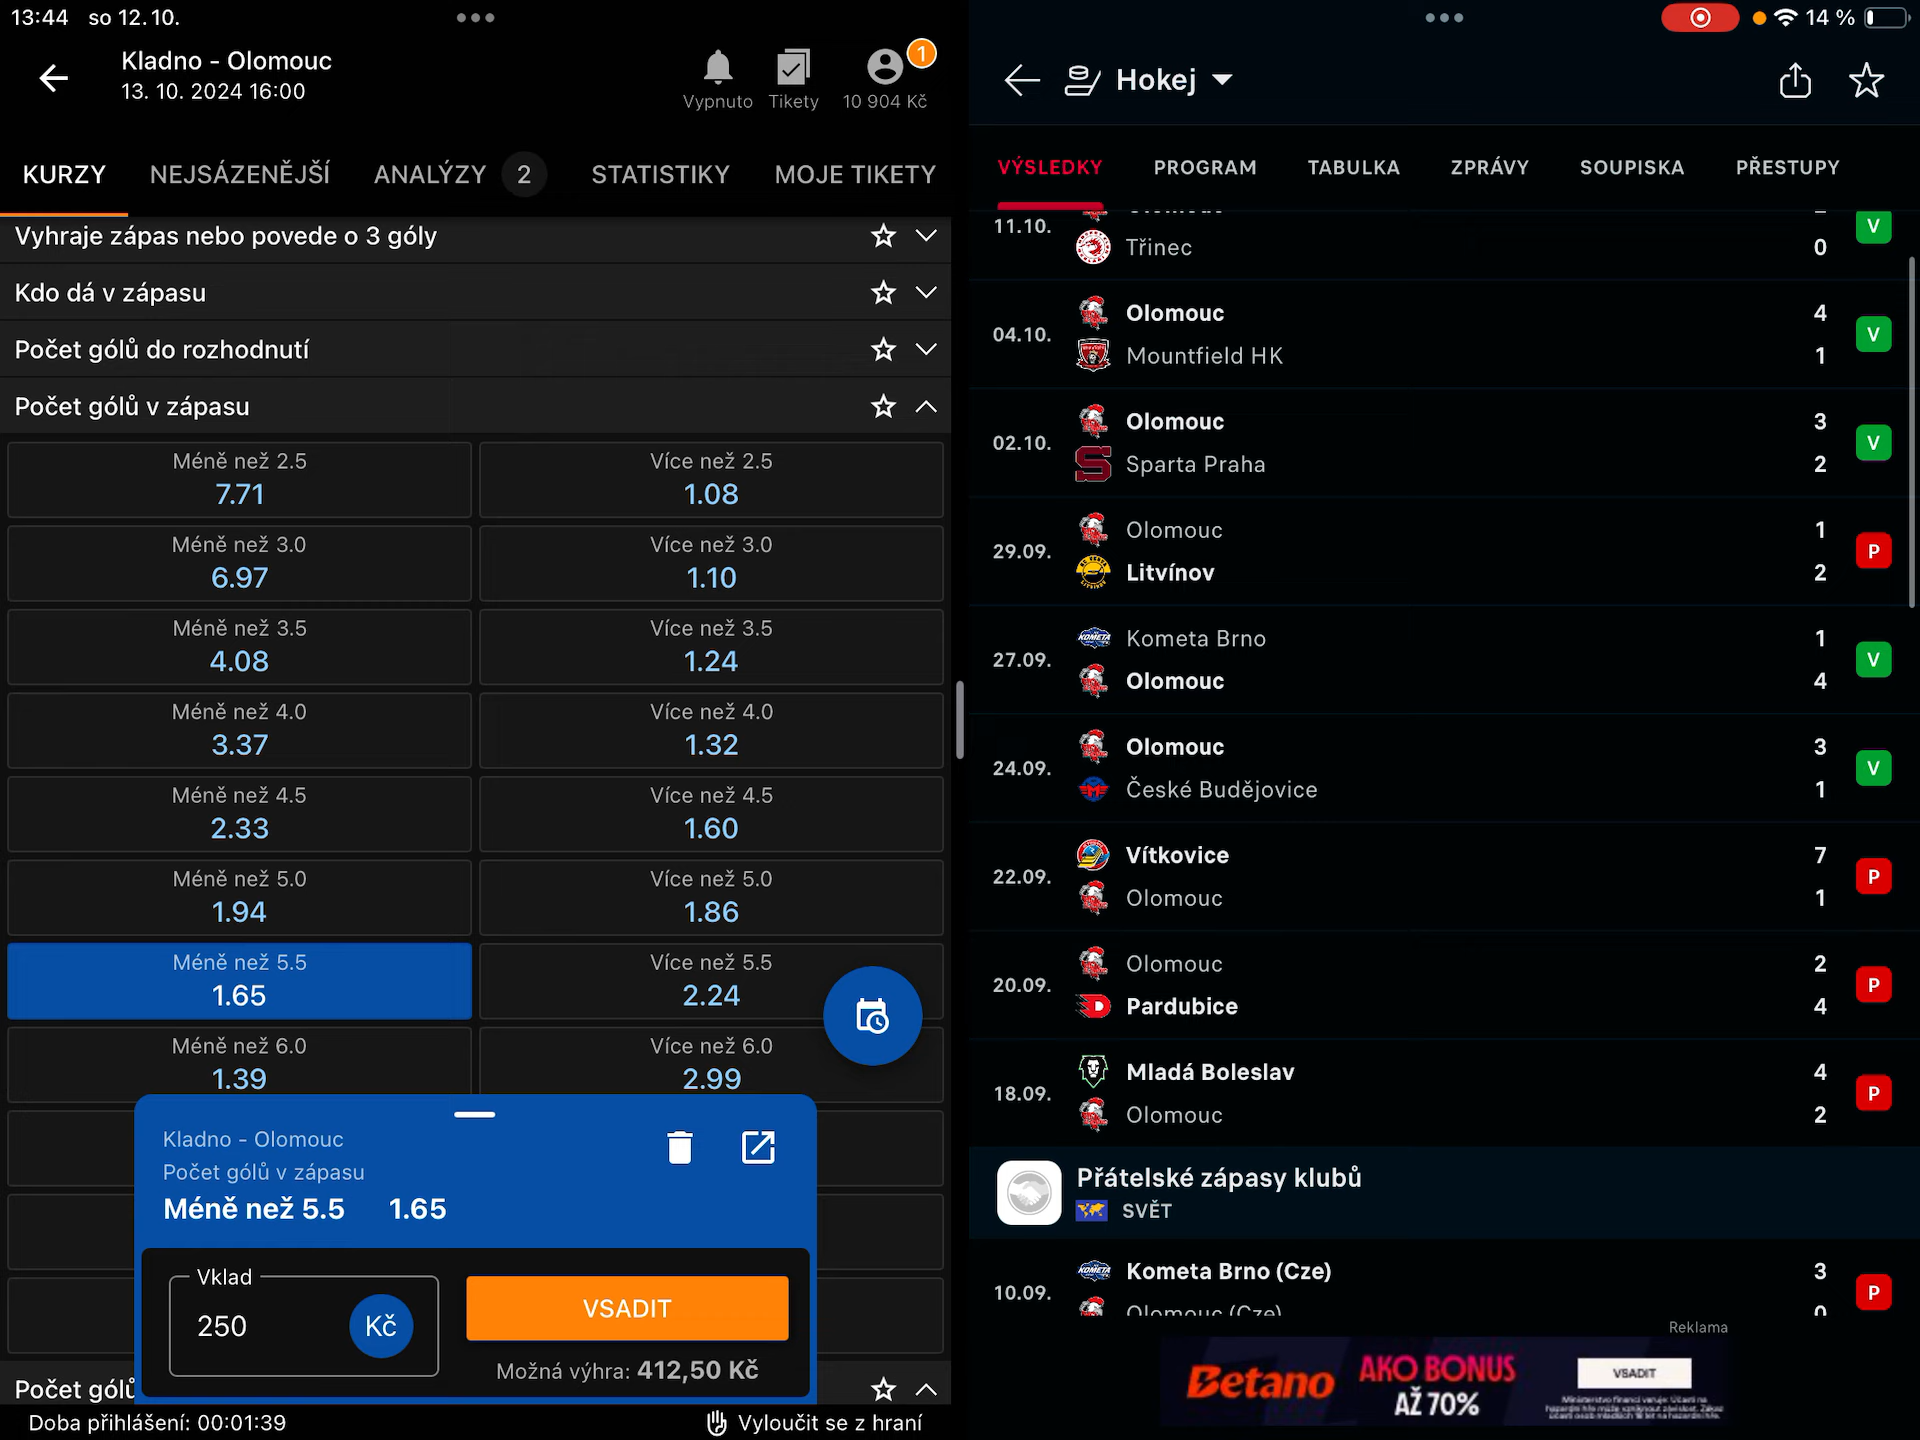 13:44 so 12. 10.
Kladno - Olomouc
13. 10. 2024 16:00
Vypnuto
Tikety
1
10 904 Kč
KURZY
NEJSÁZENĚJŠÍ
ANALÝZY 2
STATISTIKY
MOJE TIKETY
Vyhraje zápas nebo povede o 3 góly
Kdo dá v zápasu
Počet gólů do rozhodnutí
Počet gólů v zápasu
Méně než 2.5
7.71
Více než 2.5
1.08
Méně než 3.0
6.97
Více než 3.0
1.10
Méně než 3.5
4.08
Více než 3.5
1.24
Méně než 4.0
3.37
Více než 4.0
1.32
Méně než 4.5
2.33
Více než 4.5
1.60
Méně než 5.0
1.94
Více než 5.0
1.86
Méně než 5.5
1.65
Více než 5.5
2.24
Méně než 6.0
1.39
Více než 6.0
2.99
Kladno - Olomouc
Počet gólů v zápasu
Méně než 5.5 1.65
Vklad
250 Kč
VSADIT
Možná výhra: 412,50 Kč
Počet gólů
Doba přihlášení: 00:01:39
Vyloučit se z hraní
14 %
Hokej
VÝSLEDKY
PROGRAM
TABULKA
ZPRÁVY
SOUPISKA
PŘESTUPY
11.10.
Třinec 0
V
04.10.
Olomouc 4
Mountfield HK 1
V
02.10.
Olomouc 3
Sparta Praha 2
V
29.09.
Olomouc 1
Litvínov 2
P
27.09.
Kometa Brno 1
Olomouc 4
V
24.09.
Olomouc 3
České Budějovice 1
V
22.09.
Vítkovice 7
Olomouc 1
P
20.09.
Olomouc 2
Pardubice 4
P
18.09.
Mladá Boleslav 4
Olomouc 2
P
Přátelské zápasy klubů
SVĚT
10.09.
Kometa Brno (Cze) 3
Olomouc (Cze) 0
P
Reklama
Betano
AKO BONUS
AŽ 70%
VSADIT